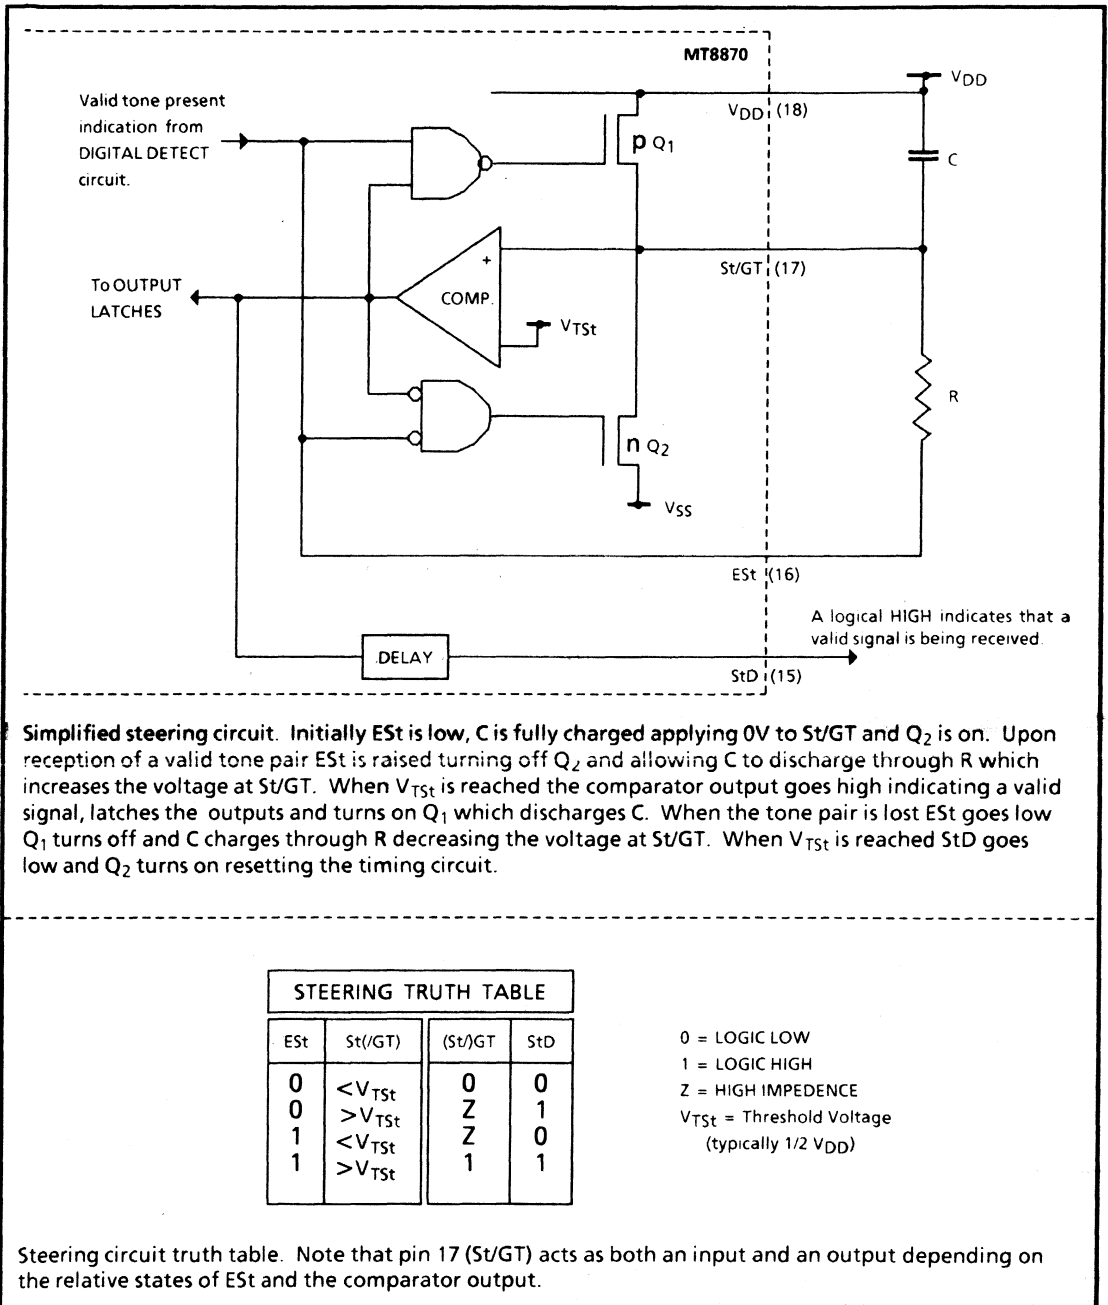 MT8870
VDD
Valid tone present
indication from
DIGITAL DETECT
circuit.
VDD (18)
p Q1
C
+
St/GT (17)
To OUTPUT
LATCHES
COMP.
VTSt
R
n Q2
VSS
ESt (16)
A logical HIGH indicates that a
valid signal is being received.
DELAY
StD (15)
Simplified steering circuit. Initially ESt is low, C is fully charged applying 0V to St/GT and Q2 is on. Upon
reception of a valid tone pair ESt is raised turning off Q2 and allowing C to discharge through R which
increases the voltage at St/GT. When VTSt is reached the comparator output goes high indicating a valid
signal, latches the outputs and turns on Q1 which discharges C. When the tone pair is lost ESt goes low
Q1 turns off and C charges through R decreasing the voltage at St/GT. When VTSt is reached StD goes
low and Q2 turns on resetting the timing circuit.
STEERING TRUTH TABLE
ESt St(/GT) (St/)GT StD
0 <VTSt 0 0
0 >VTSt Z 1
1 <VTSt Z 0
1 >VTSt 1 1
0 = LOGIC LOW
1 = LOGIC HIGH
Z = HIGH IMPEDENCE
VTSt = Threshold Voltage
(typically 1/2 VDD)
Steering circuit truth table. Note that pin 17 (St/GT) acts as both an input and an output depending on
the relative states of ESt and the comparator output.